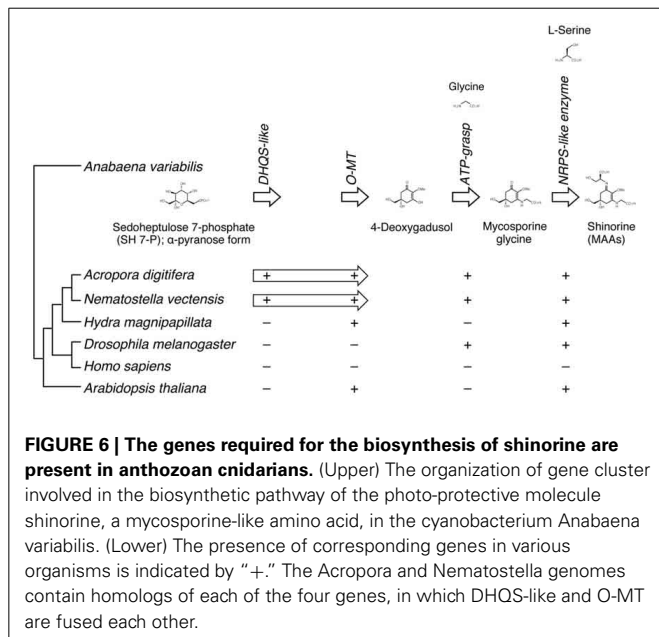 L-Serine
Glycine
DHQS-like
O-MT
ATP-grasp
NRPS-like enzyme
Anabaena variabilis
Sedoheptulose 7-phosphate
(SH 7-P); α-pyranose form
4-Deoxygadusol
Mycosporine
glycine
Shinorine
(MAAs)
Acropora digitifera + + + +
Nematostella vectensis + + + +
Hydra magnipapillata – + – +
Drosophila melanogaster – – + +
Homo sapiens – – – –
Arabidopsis thaliana – + – +
FIGURE 6 | The genes required for the biosynthesis of shinorine are
present in anthozoan cnidarians. (Upper) The organization of gene cluster
involved in the biosynthetic pathway of the photo-protective molecule
shinorine, a mycosporine-like amino acid, in the cyanobacterium Anabaena
variabilis. (Lower) The presence of corresponding genes in various
organisms is indicated by “+.” The Acropora and Nematostella genomes
contain homologs of each of the four genes, in which DHQS-like and O-MT
are fused each other.